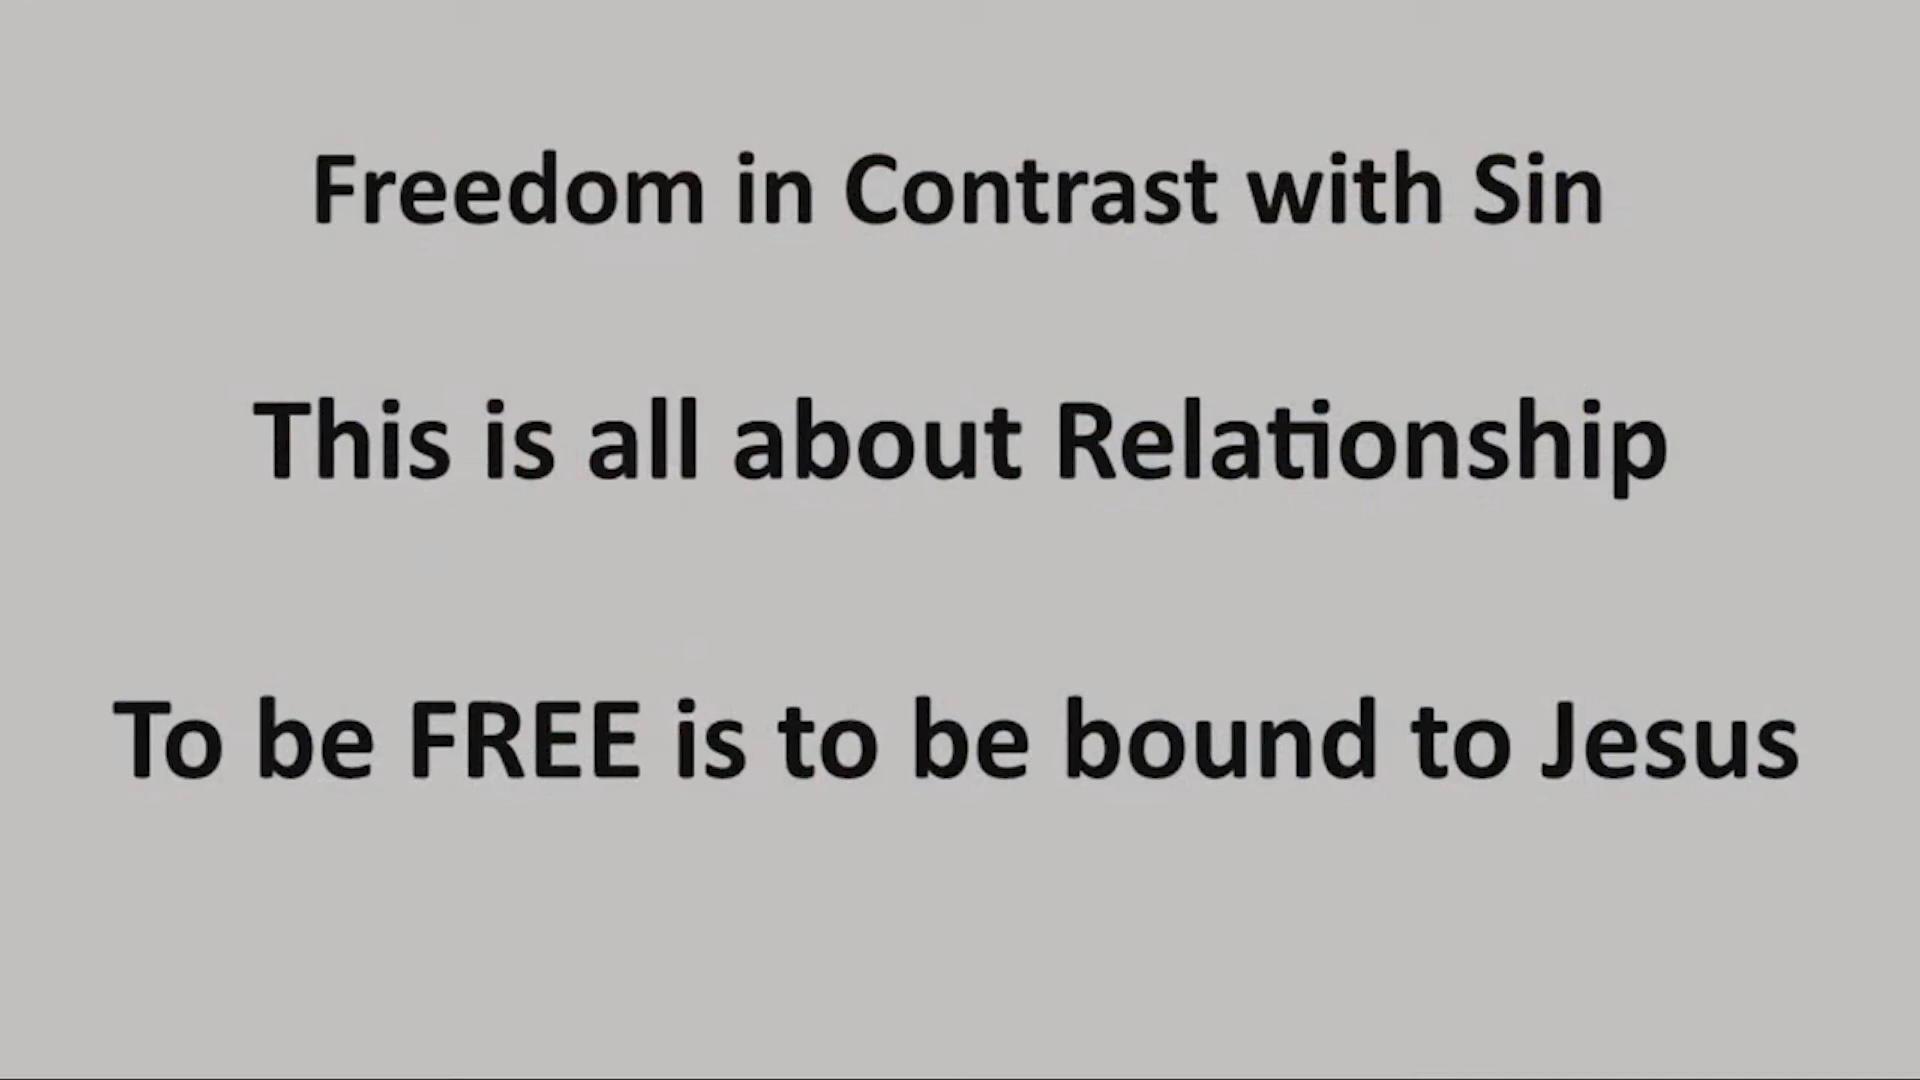 Freedom in Contrast with Sin
This is all about Relationship
To be FREE is to be bound to Jesus